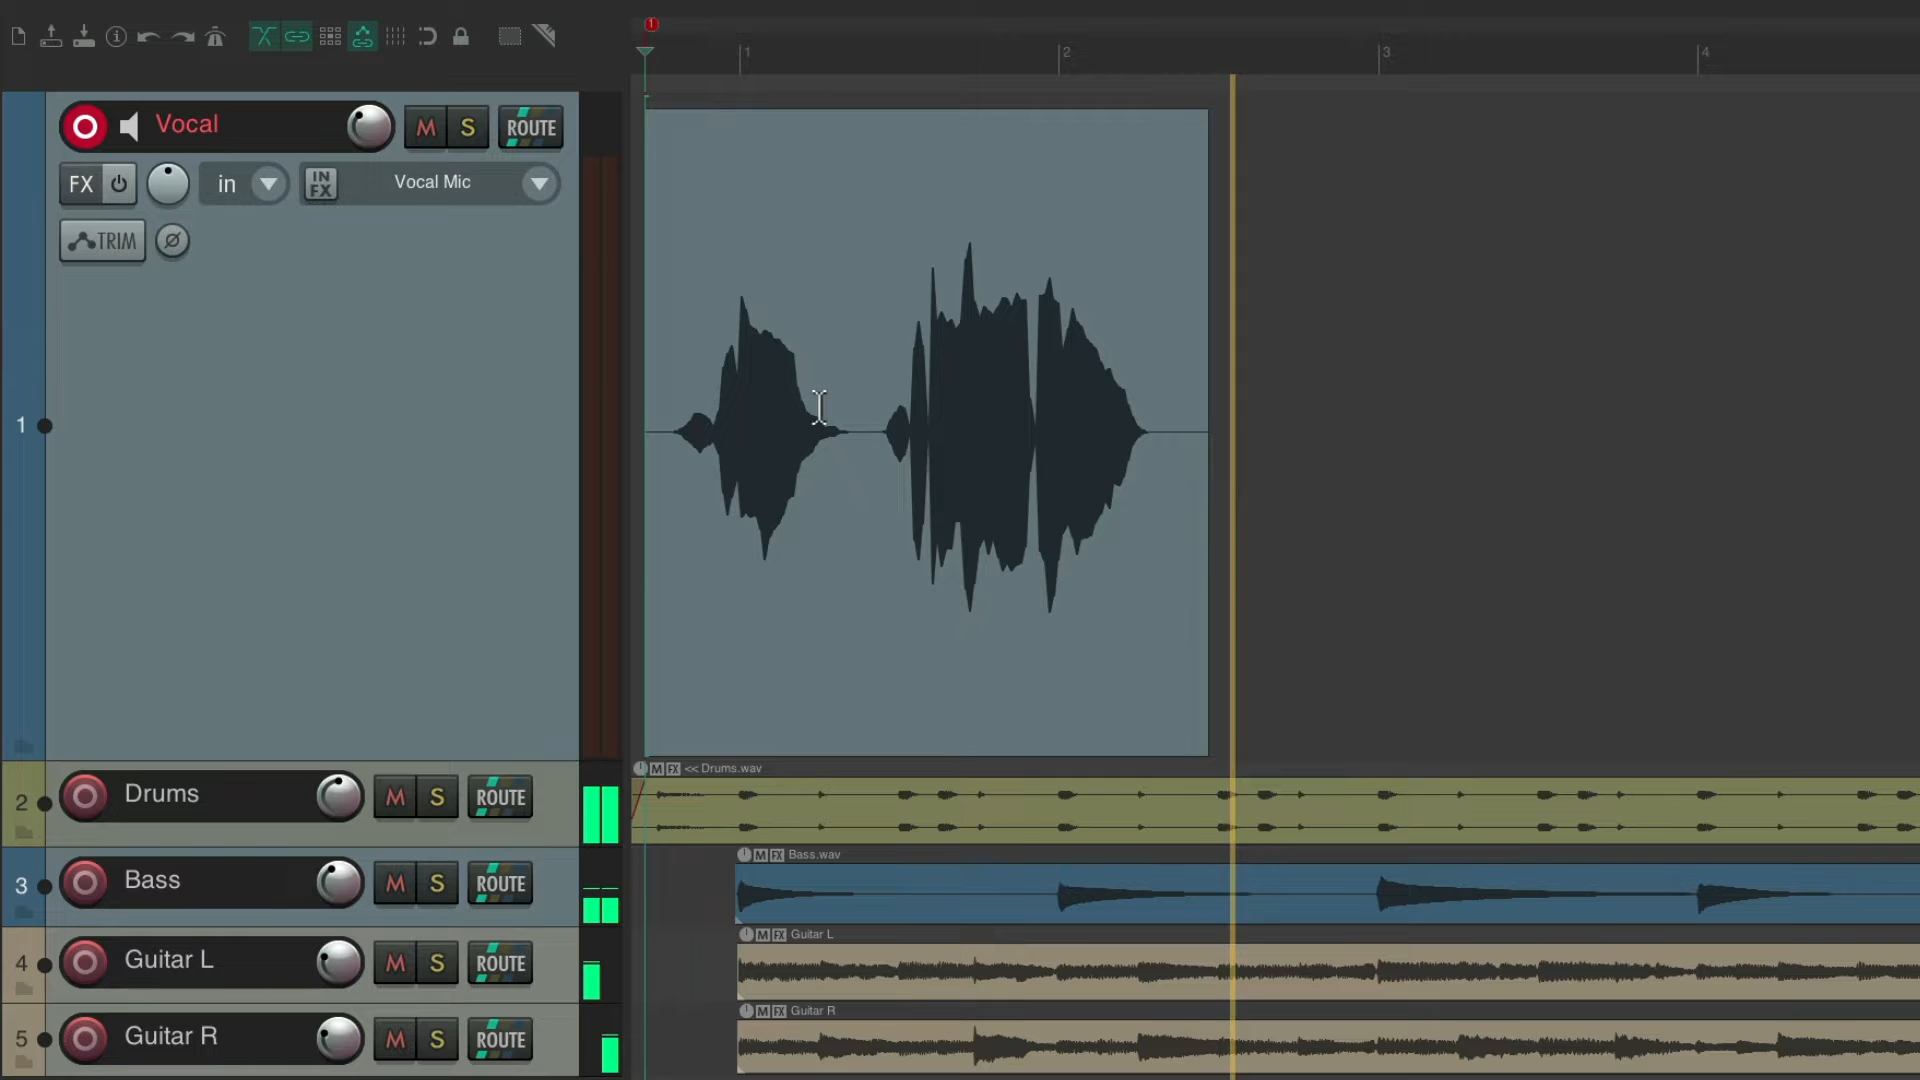 1
1 2 3 4
Vocal M S ROUTE
FX in IN FX Vocal Mic
TRIM
1
M FX << Drums.wav
2 Drums M S ROUTE
M FX Bass.wav
3 Bass M S ROUTE
M FX Guitar L
4 Guitar L M S ROUTE
M FX Guitar R
5 Guitar R M S ROUTE